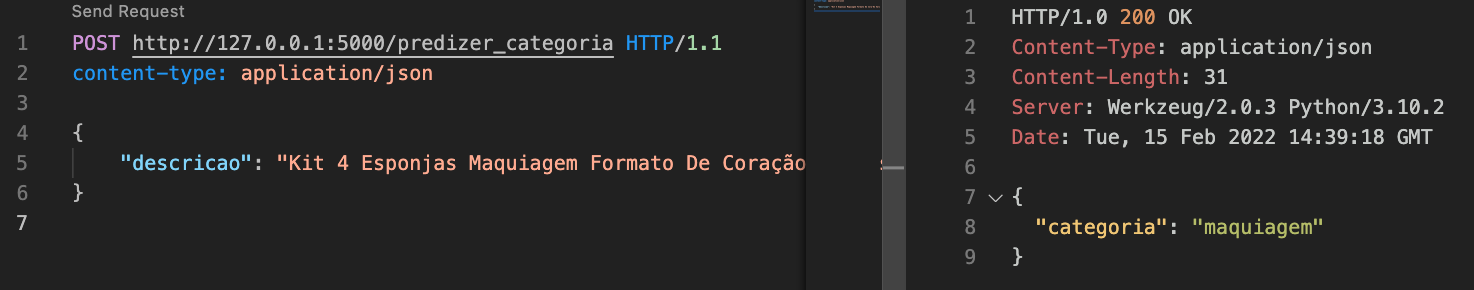 Send Request
1 POST http://127.0.0.1:5000/predizer_categoria HTTP/1.1
2 content-type: application/json
3
4 {
5 "descricao": "Kit 4 Esponjas Maquiagem Formato De Coração
6 }
7
1 HTTP/1.0 200 OK
2 Content-Type: application/json
3 Content-Length: 31
4 Server: Werkzeug/2.0.3 Python/3.10.2
5 Date: Tue, 15 Feb 2022 14:39:18 GMT
6
7 {
8 "categoria": "maquiagem"
9 }